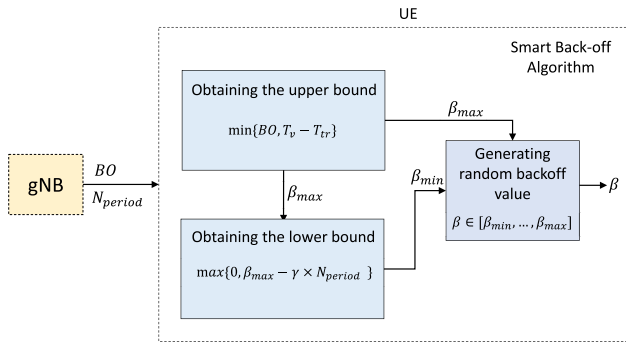 UE
Smart Back-off
Algorithm
Obtaining the upper bound
min{BO, T_v − T_tr}
β_max
gNB
BO
N_period
β_max
β_min
Generating
random backoff
value
β ∈ [β_min, …, β_max]
β
Obtaining the lower bound
max{0, β_max − γ × N_period }